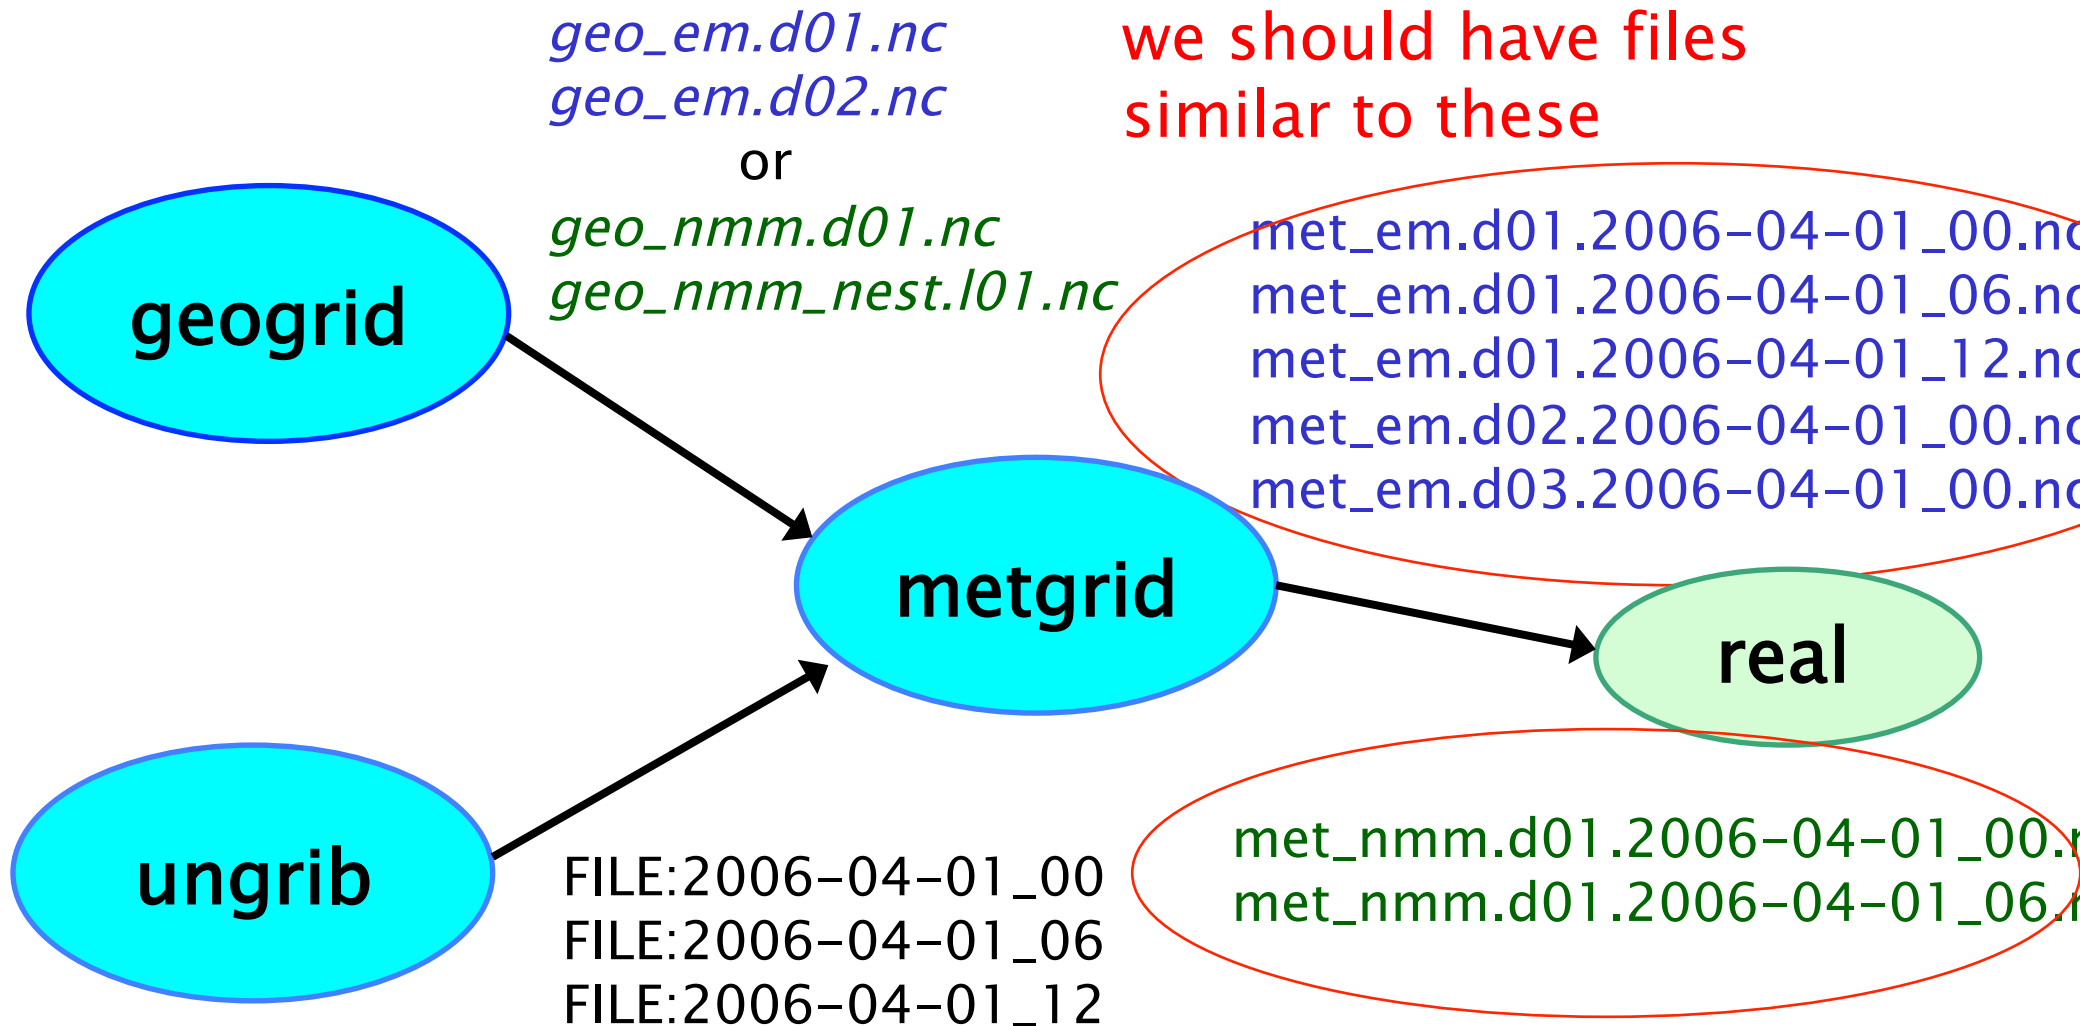 geo_em.d01.nc
geo_em.d02.nc
or
geo_nmm.d01.nc
geo_nmm_nest.l01.nc
we should have files
similar to these
geogrid
met_em.d01.2006-04-01_00.nc
met_em.d01.2006-04-01_06.nc
met_em.d01.2006-04-01_12.nc
met_em.d02.2006-04-01_00.nc
met_em.d03.2006-04-01_00.nc
metgrid
real
ungrib
FILE:2006-04-01_00
FILE:2006-04-01_06
FILE:2006-04-01_12
met_nmm.d01.2006-04-01_00.n
met_nmm.d01.2006-04-01_06.n